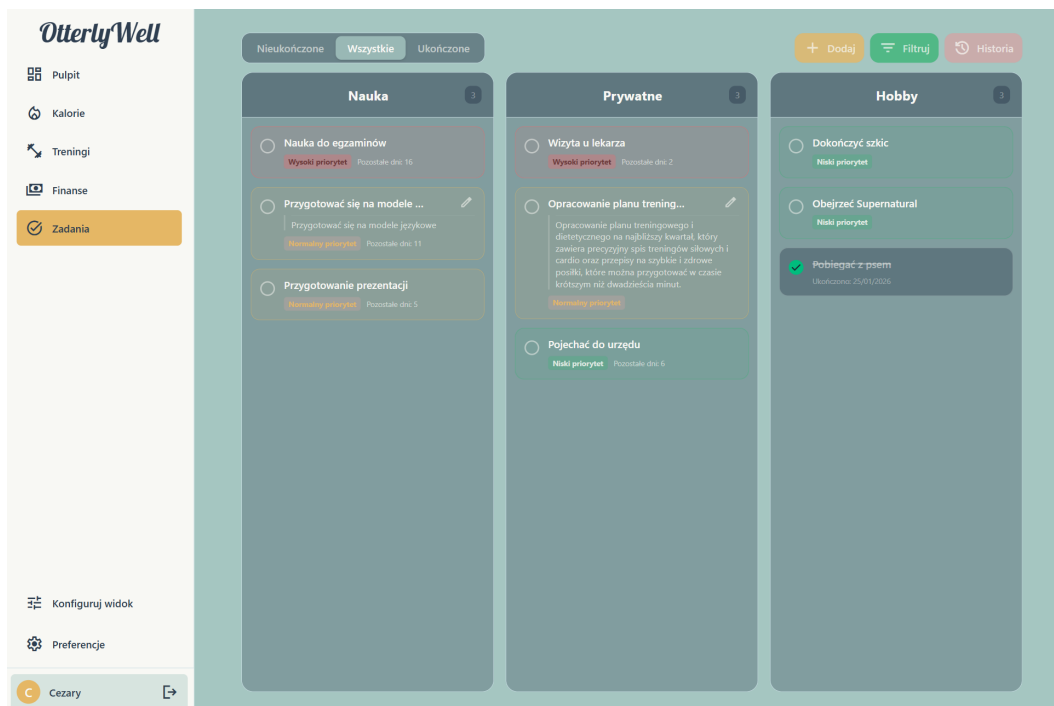 OtterlyWell
Pulpit
Kalorie
Treningi
Finanse
Zadania
Konfiguruj widok
Preferencje
C Cezary
Nieukończone Wszystkie Ukończone
+ Dodaj Filtruj Historia
Nauka 3
Nauka do egzaminów
Wysoki priorytet Pozostałe dni: 16
Przygotować się na modele ...
Przygotować się na modele językowe
Normalny priorytet Pozostałe dni: 11
Przygotowanie prezentacji
Normalny priorytet Pozostałe dni: 5
Prywatne 3
Wizyta u lekarza
Wysoki priorytet Pozostałe dni: 2
Opracowanie planu trening...
Opracowanie planu treningowego i
dietetycznego na najbliższy kwartał, który
zawiera precyzyjny spis treningów siłowych i
cardio oraz przepisy na szybkie i zdrowe
posiłki, które można przygotować w czasie
krótszym niż dwadzieścia minut.
Normalny priorytet
Pojechać do urzędu
Niski priorytet Pozostałe dni: 6
Hobby 3
Dokończyć szkic
Niski priorytet
Obejrzeć Supernatural
Niski priorytet
Pobiegać z psem
Ukończono: 25/01/2026